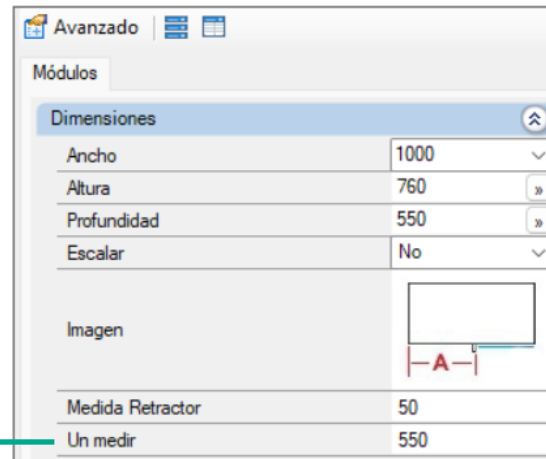 Avanzado
Módulos
Dimensiones
Ancho 1000
Altura 760 »
Profundidad 550 »
Escalar No
Imagen
A
Medida Retractor 50
Un medir 550